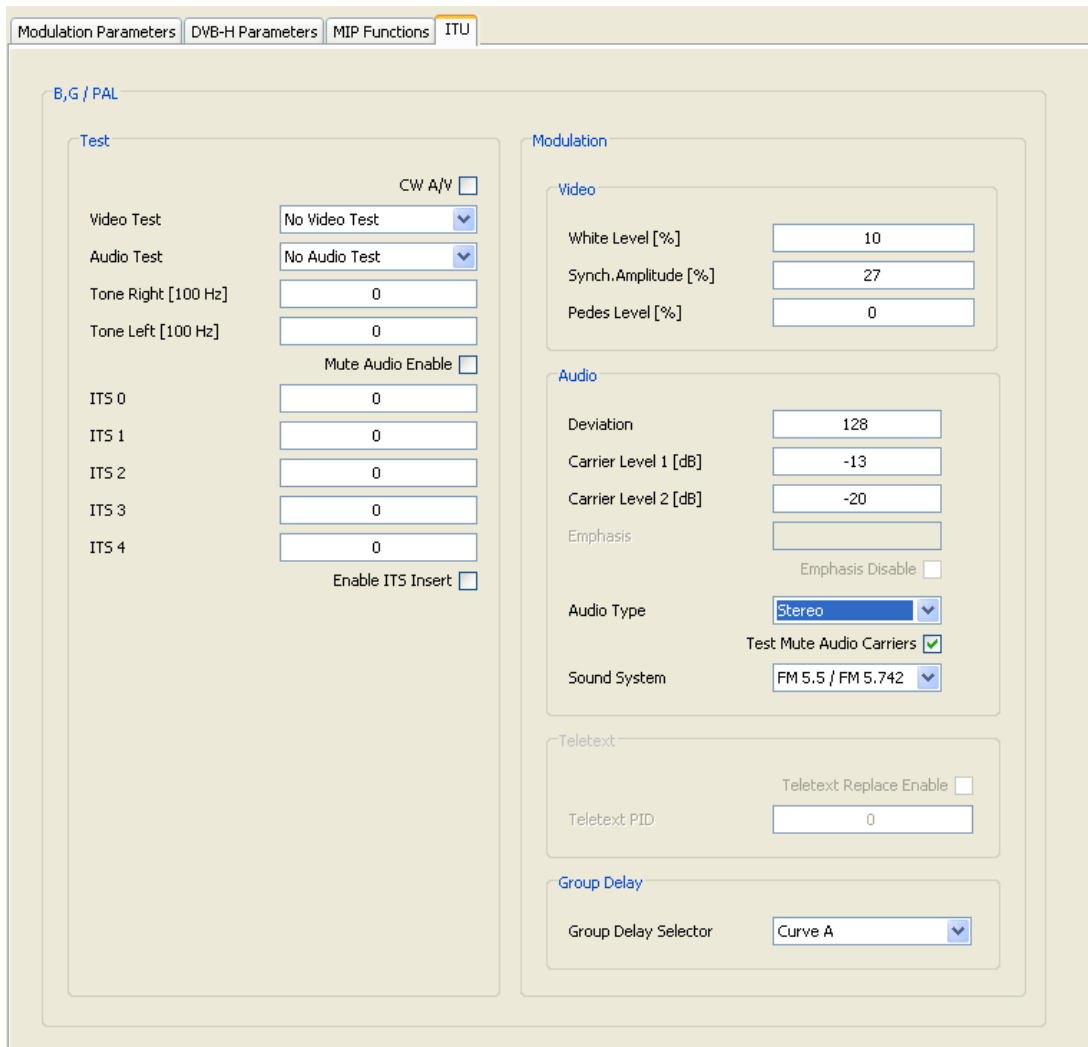 Modulation Parameters DVB-H Parameters MIP Functions ITU
B,G / PAL
Test
CW A/V
Video Test No Video Test
Audio Test No Audio Test
Tone Right [100 Hz] 0
Tone Left [100 Hz] 0
Mute Audio Enable
ITS 0 0
ITS 1 0
ITS 2 0
ITS 3 0
ITS 4 0
Enable ITS Insert
Modulation
Video
White Level [%] 10
Synch.Amplitude [%] 27
Pedes Level [%] 0
Audio
Deviation 128
Carrier Level 1 [dB] -13
Carrier Level 2 [dB] -20
Emphasis
Emphasis Disable
Audio Type Stereo
Test Mute Audio Carriers
Sound System FM 5.5 / FM 5.742
Teletext
Teletext Replace Enable
Teletext PID 0
Group Delay
Group Delay Selector Curve A